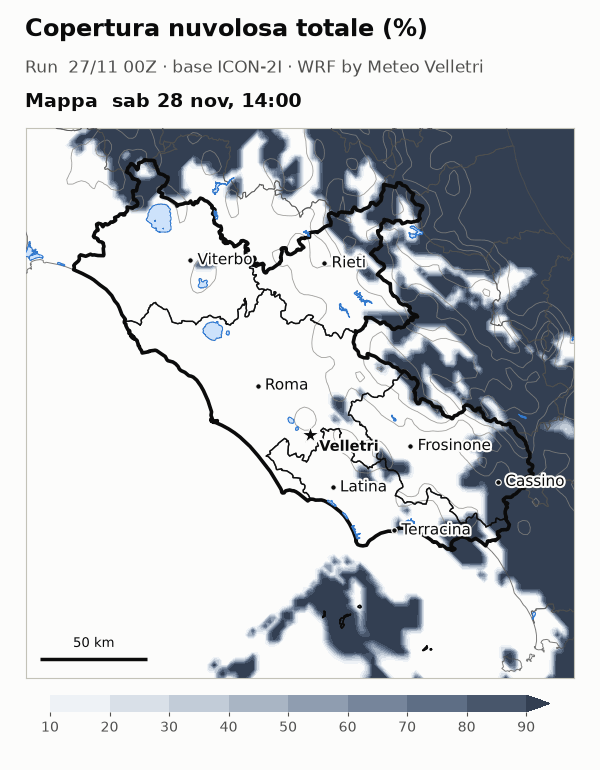 Copertura nuvolosa totale (%)
Run  27/11 00Z · base ICON-2I · WRF by Meteo Velletri
Mappa  sab 28 nov, 14:00
Viterbo
Rieti
Roma
Velletri
Frosinone
Latina
Cassino
Terracina
50 km
10 20 30 40 50 60 70 80 90